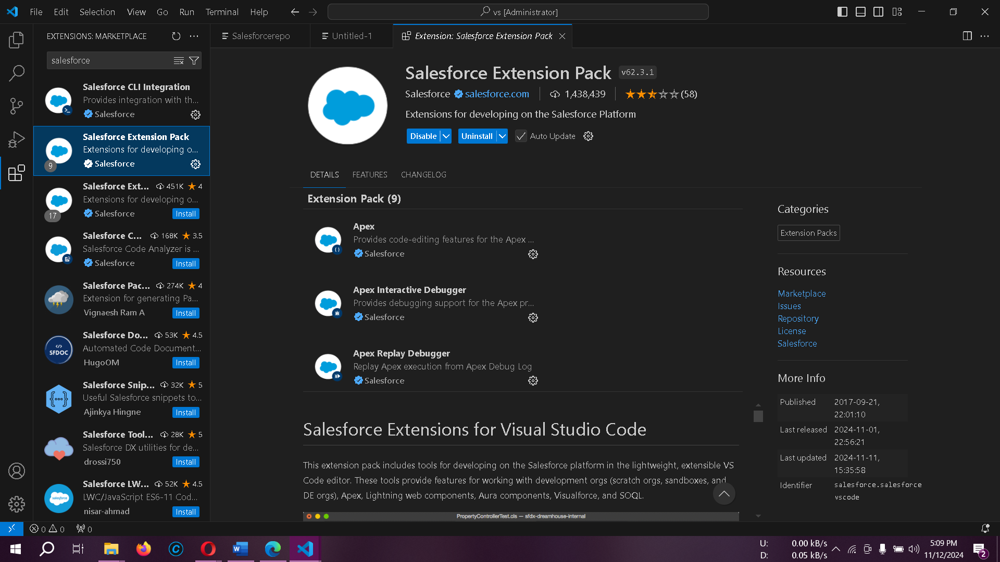 File Edit Selection View Go Run Terminal Help
vs [Administrator]
EXTENSIONS: MARKETPLACE
salesforce
Salesforce CLI Integration
Provides integration with th...
Salesforce
Salesforce Extension Pack
Extensions for developing o...
9
Salesforce
Salesforce Ext... 451K 4
Extensions for developing o...
17
Salesforce Install
Salesforce C... 168K 3.5
Salesforce Code Analyzer is ...
Salesforce Install
Salesforce Pac... 274K 4
Extension for generating Pa...
Vignaesh Ram A Install
Salesforce Do... 53K 4.5
SFDOC
Automated Code Document...
HugoOM Install
Salesforce Snip... 32K 5
Useful Salesforce snippets to...
Ajinkya Hingne Install
Salesforce Tool... 28K 5
Salesforce DX utilities for de...
drossi750 Install
Salesforce LW... 52K 4.5
salesforce
LWC/JavaScript ES6-11 Cod...
nisar-ahmad Install
Salesforcerepo
Untitled-1
Extension: Salesforce Extension Pack
Salesforce Extension Pack v62.3.1
Salesforce salesforce.com 1,438,439 (58)
Extensions for developing on the Salesforce Platform
Disable Uninstall Auto Update
DETAILS FEATURES CHANGELOG
Extension Pack (9)
Apex
Provides code-editing features for the Apex ...
Salesforce
Apex Interactive Debugger
Provides debugging support for the Apex pr...
Salesforce
Apex Replay Debugger
Replay Apex execution from Apex Debug Log
Salesforce
Salesforce Extensions for Visual Studio Code
This extension pack includes tools for developing on the Salesforce platform in the lightweight, extensible VS
Code editor. These tools provide features for working with development orgs (scratch orgs, sandboxes, and
DE orgs), Apex, Lightning web components, Aura components, Visualforce, and SOQL.
PropertyControllerTest.cls — sfdx-dreamhouse-internal
Categories
Extension Packs
Resources
Marketplace
Issues
Repository
License
Salesforce
More Info
Published 2017-09-21,
22:01:10
Last released 2024-11-01,
22:56:21
Last updated 2024-11-11,
15:35:58
Identifier salesforce.salesforce
vscode
0 0 0
U: 0.00 kB/s
D: 0.05 kB/s
5:09 PM
11/12/2024
2